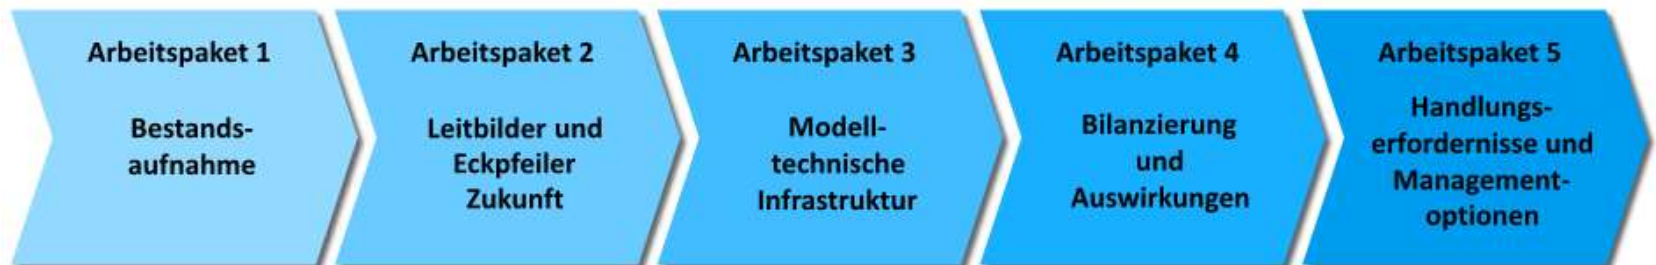 Arbeitspaket 1
Bestands-
aufnahme
Arbeitspaket 2
Leitbilder und
Eckpfeiler
Zukunft
Arbeitspaket 3
Modell-
technische
Infrastruktur
Arbeitspaket 4
Bilanzierung
und
Auswirkungen
Arbeitspaket 5
Handlungs-
erfordernisse und
Management-
optionen